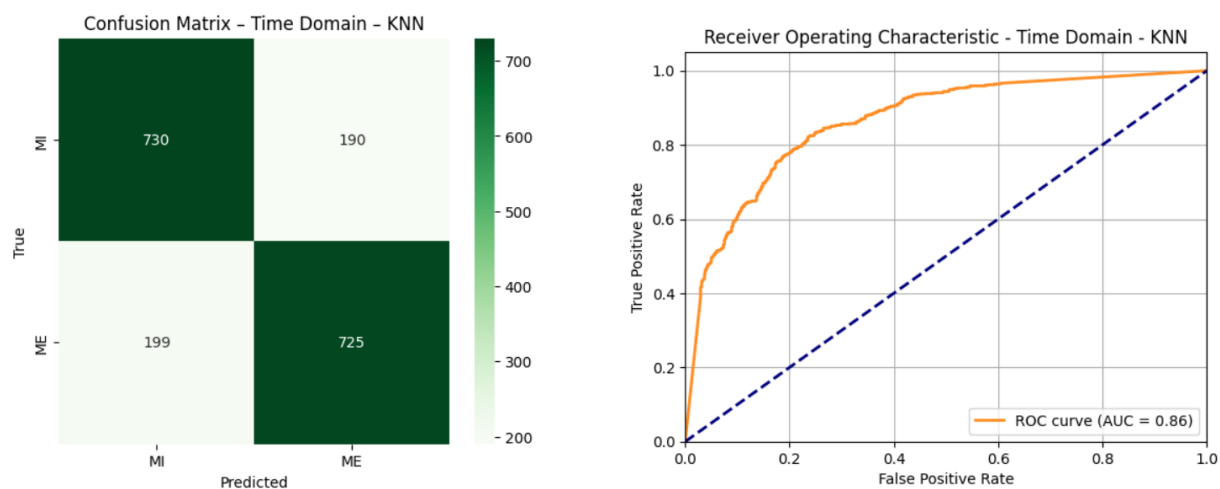 Confusion Matrix – Time Domain – KNN
True
MI
ME
730
190
199
725
MI
ME
Predicted
700
600
500
400
300
200
Receiver Operating Characteristic - Time Domain - KNN
True Positive Rate
1.0
0.8
0.6
0.4
0.2
0.0
0.0
0.2
0.4
0.6
0.8
1.0
False Positive Rate
ROC curve (AUC = 0.86)